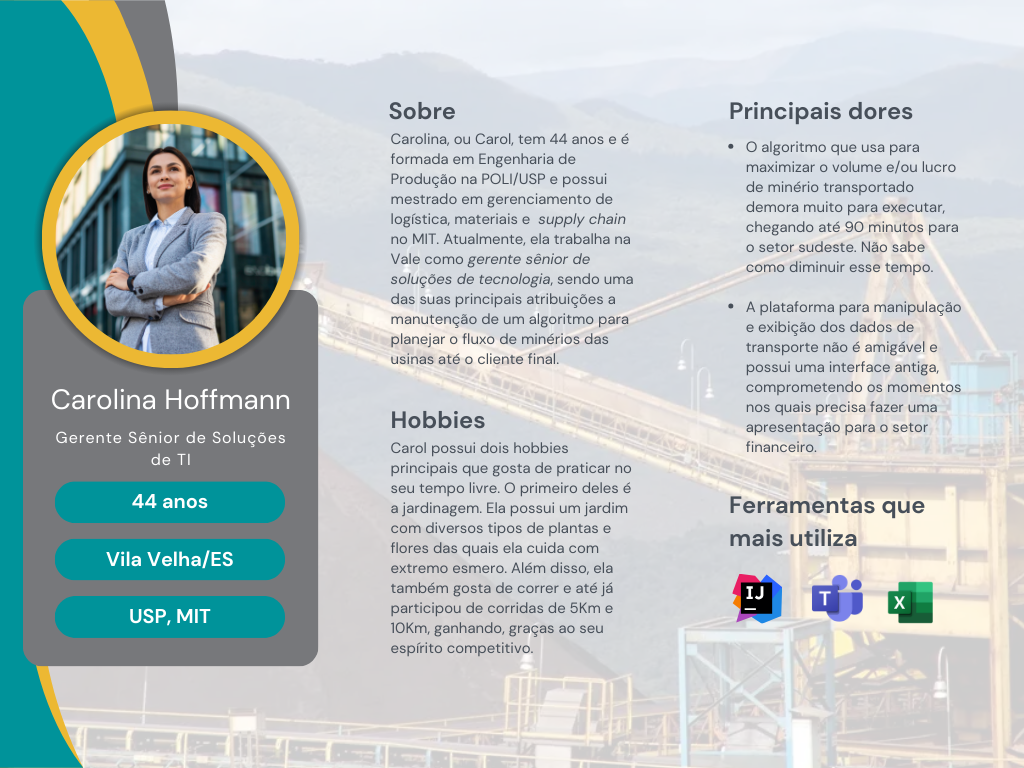 Carolina Hoffmann
Gerente Sênior de Soluções
de TI
44 anos
Vila Velha/ES
USP, MIT
Sobre
Carolina, ou Carol, tem 44 anos e é
formada em Engenharia de
Produção na POLI/USP e possui
mestrado em gerenciamento de
logística, materiais e supply chain
no MIT. Atualmente, ela trabalha na
Vale como gerente sênior de
soluções de tecnologia, sendo uma
das suas principais atribuições a
manutenção de um algoritmo para
planejar o fluxo de minérios das
usinas até o cliente final.
Hobbies
Carol possui dois hobbies
principais que gosta de praticar no
seu tempo livre. O primeiro deles é
a jardinagem. Ela possui um jardim
com diversos tipos de plantas e
flores das quais ela cuida com
extremo esmero. Além disso, ela
também gosta de correr e até já
participou de corridas de 5Km e
10Km, ganhando, graças ao seu
espírito competitivo.
Principais dores
• O algoritmo que usa para
maximizar o volume e/ou lucro
de minério transportado
demora muito para executar,
chegando até 90 minutos para
o setor sudeste. Não sabe
como diminuir esse tempo.
• A plataforma para manipulação
e exibição dos dados de
transporte não é amigável e
possui uma interface antiga,
comprometendo os momentos
nos quais precisa fazer uma
apresentação para o setor
financeiro.
Ferramentas que
mais utiliza
IJ
T
X